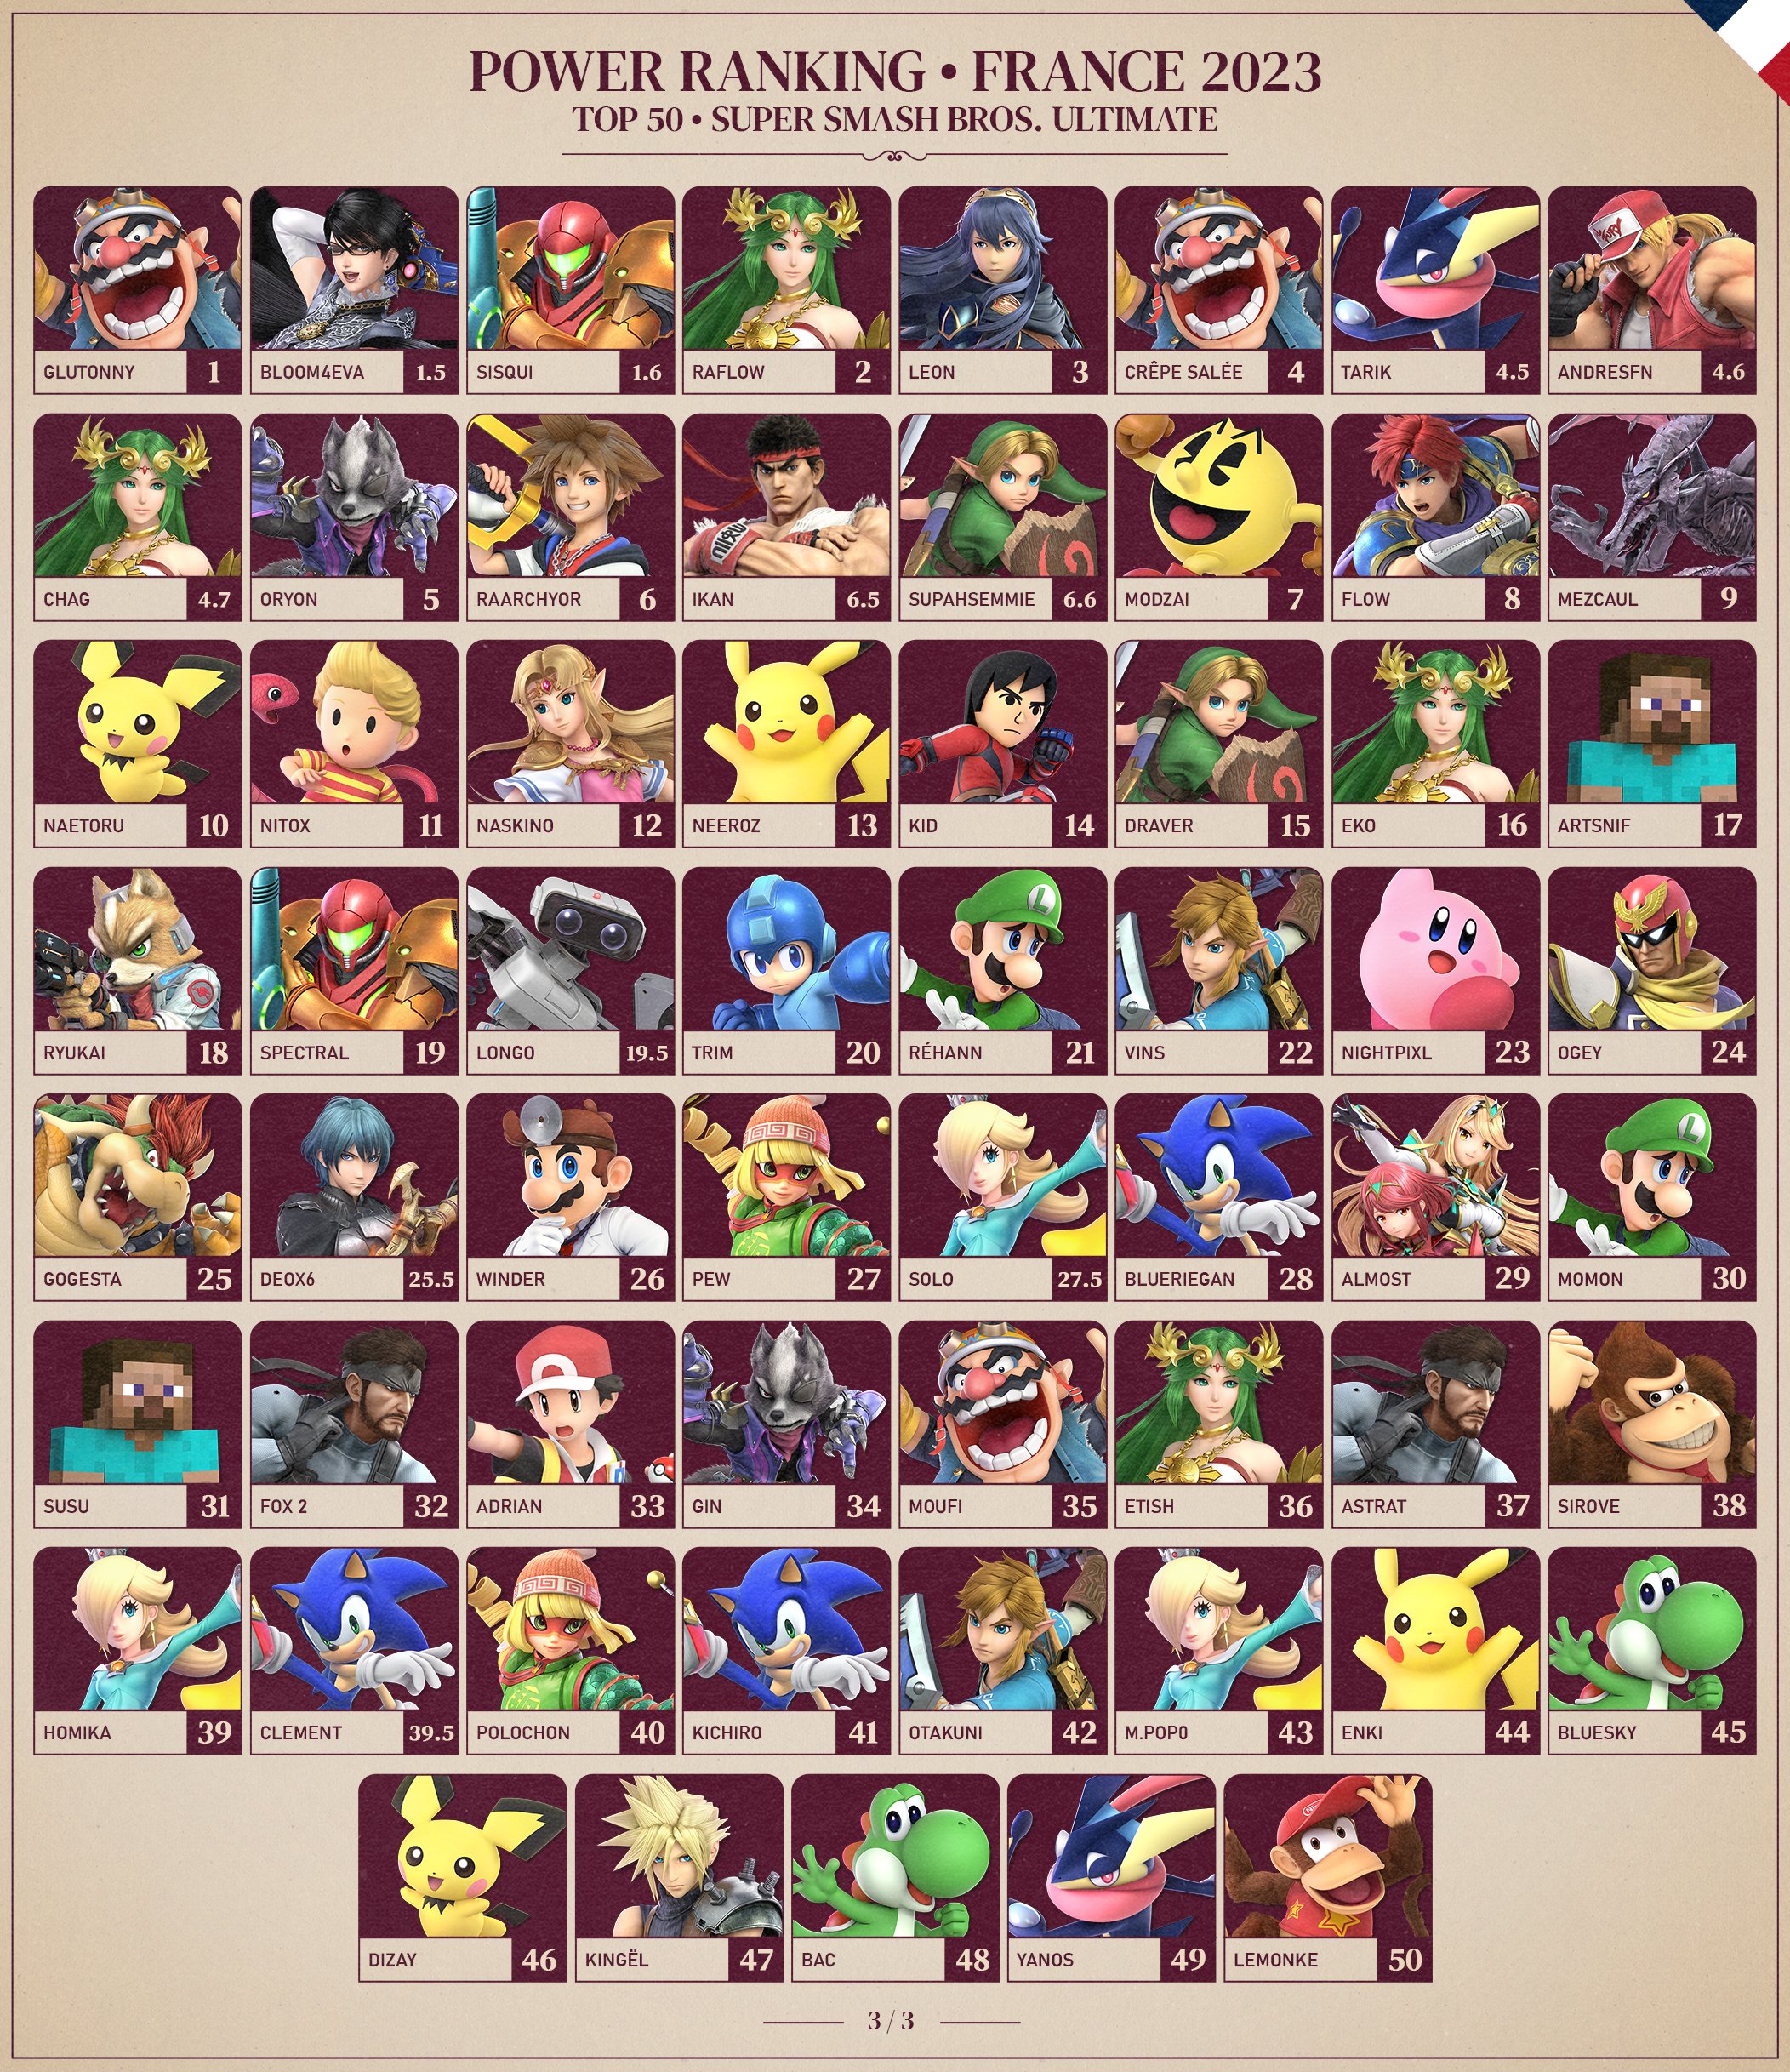 POWER RANKING • FRANCE 2023
TOP 50 • SUPER SMASH BROS. ULTIMATE
GLUTONNY 1
BLOOM4EVA 1.5
SISQUI 1.6
RAFLOW 2
LEON 3
CRÊPE SALÉE 4
TARIK 4.5
ANDRESFN 4.6
CHAG 4.7
ORYON 5
RAARCHYOR 6
IKAN 6.5
SUPAHSEMMIE 6.6
MODZAI 7
FLOW 8
MEZCAUL 9
NAETORU 10
NITOX 11
NASKINO 12
NEEROZ 13
KID 14
DRAVER 15
EKO 16
ARTSNIF 17
RYUKAI 18
SPECTRAL 19
LONGO 19.5
TRIM 20
RÉHANN 21
VINS 22
NIGHTPIXL 23
OGEY 24
GOGESTA 25
DEOX6 25.5
WINDER 26
PEW 27
SOLO 27.5
BLUERIEGAN 28
ALMOST 29
MOMON 30
SUSU 31
FOX 2 32
ADRIAN 33
GIN 34
MOUFI 35
ETISH 36
ASTRAT 37
SIROVE 38
HOMIKA 39
CLEMENT 39.5
POLOCHON 40
KICHIRO 41
OTAKUNI 42
M.POP0 43
ENKI 44
BLUESKY 45
DIZAY 46
KINGËL 47
BAC 48
YANOS 49
LEMONKE 50
3 / 3